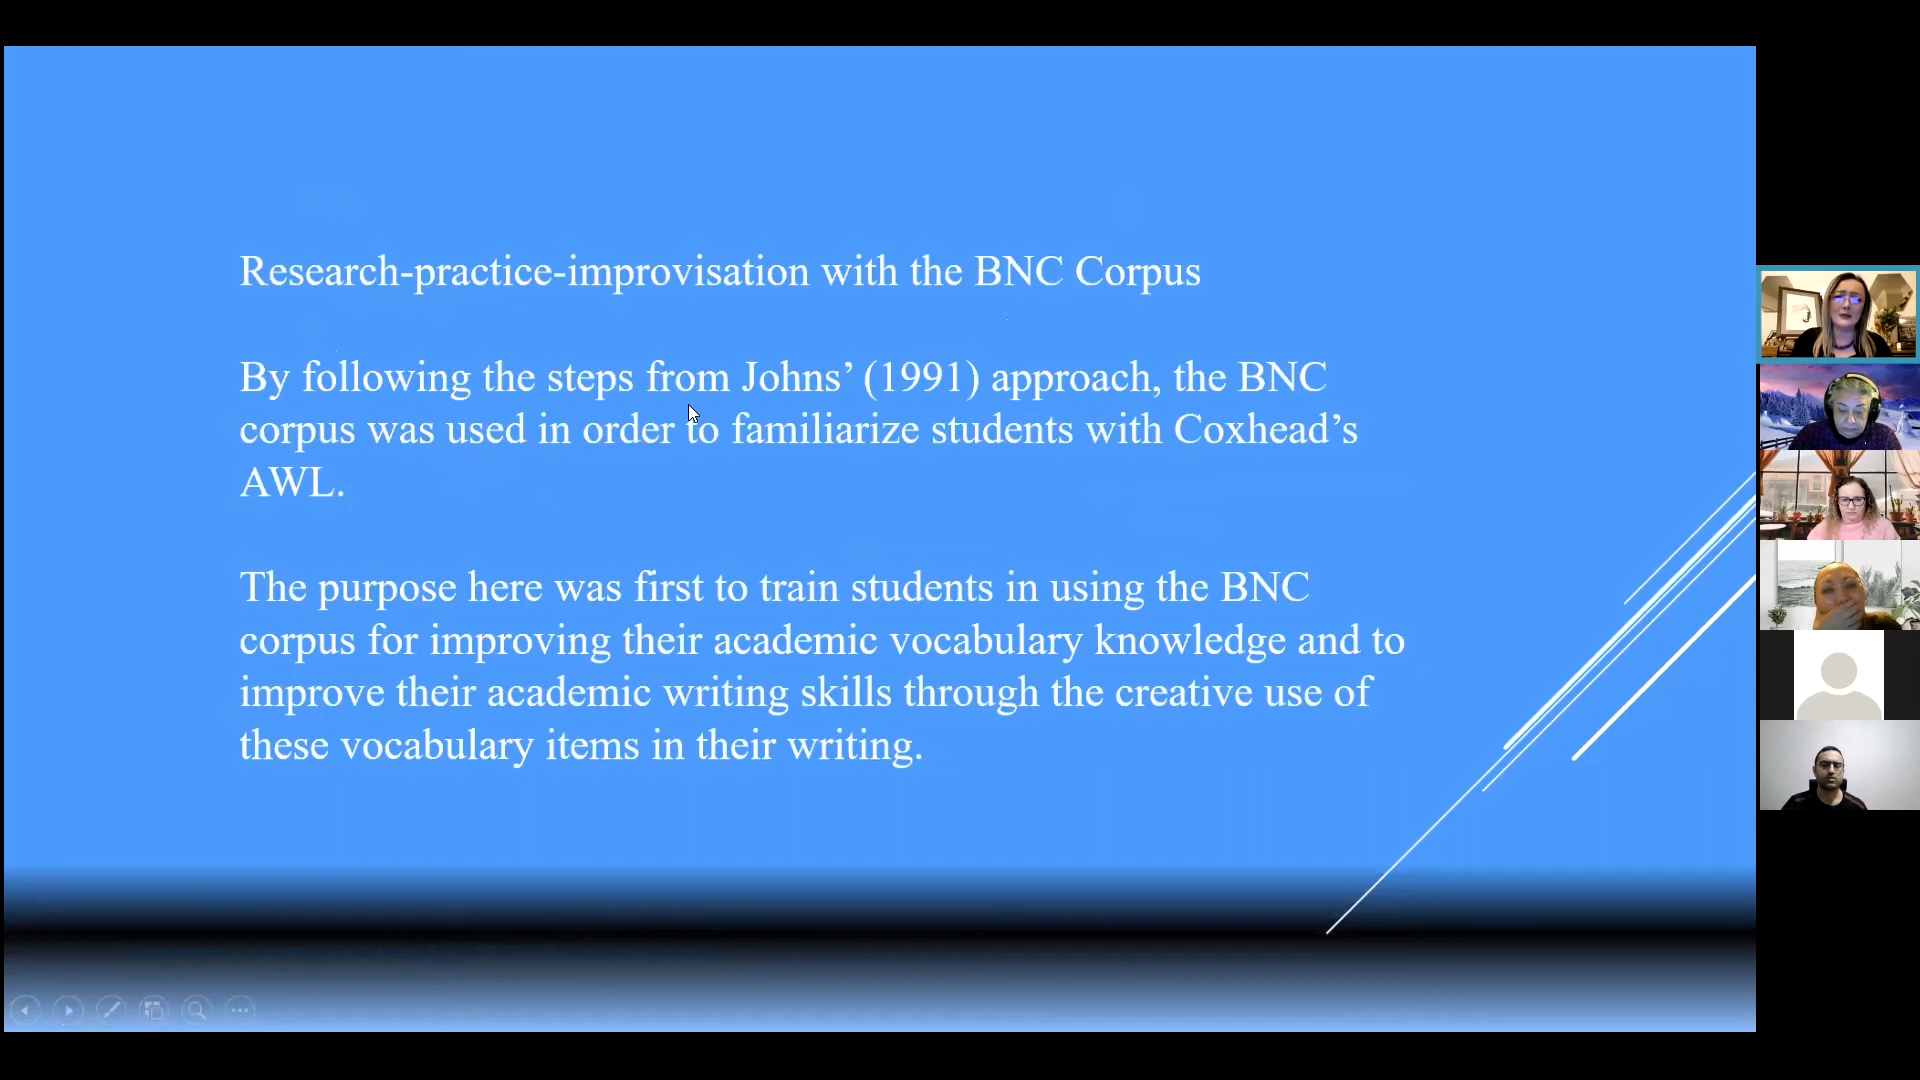 Research-practice-improvisation with the BNC Corpus
By following the steps from Johns’ (1991) approach, the BNC
corpus was used in order to familiarize students with Coxhead’s
AWL.
The purpose here was first to train students in using the BNC
corpus for improving their academic vocabulary knowledge and to
improve their academic writing skills through the creative use of
these vocabulary items in their writing.